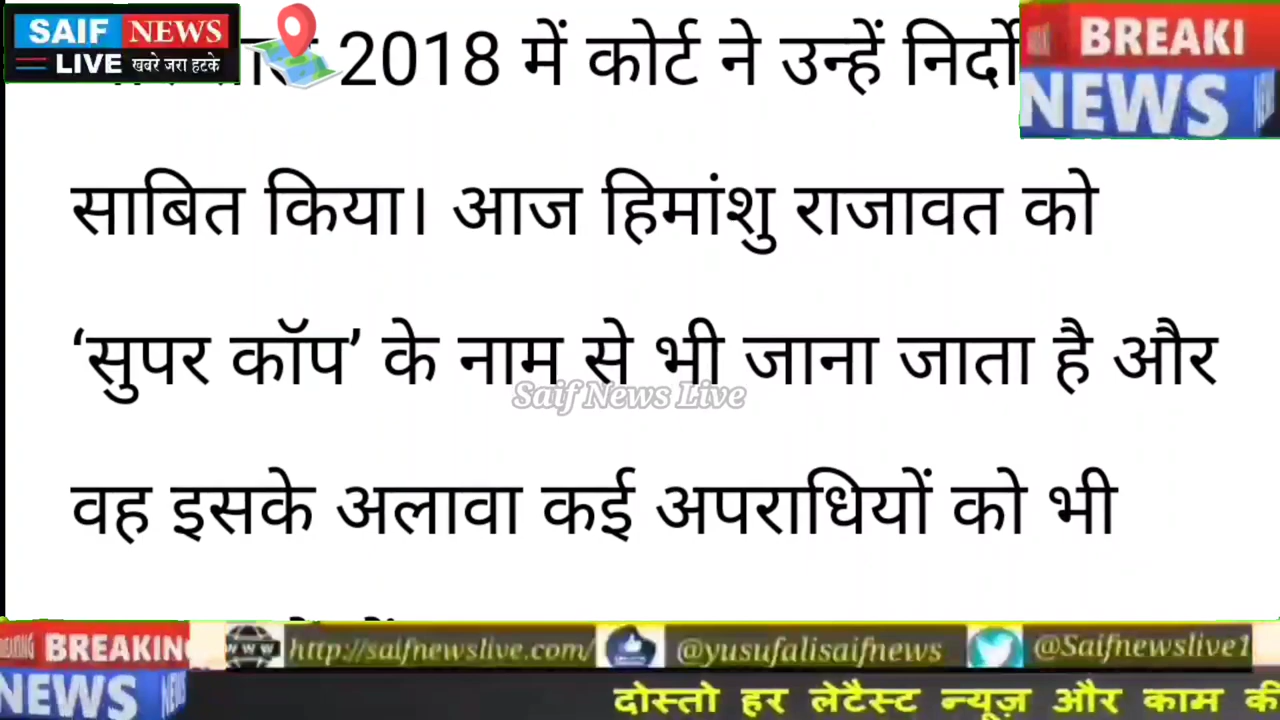 SAIF NEWS
LIVE खबरे जरा हटके
2018 में कोर्ट ने उन्हें
BREAKI
NEWS
साबित किया। आज हिमांशु राजावत को
‘सुपर कॉप’ के नाम से भी जाना जाता है और
Saif News Live
वह इसके अलावा कई अपराधियों को भी
BREAKING
NEWS
www http://saifnewslive.com/ @yusufalisaifnews @Saifnewslive1
दोस्तो हर लेटैस्ट न्यूज़ और काम की